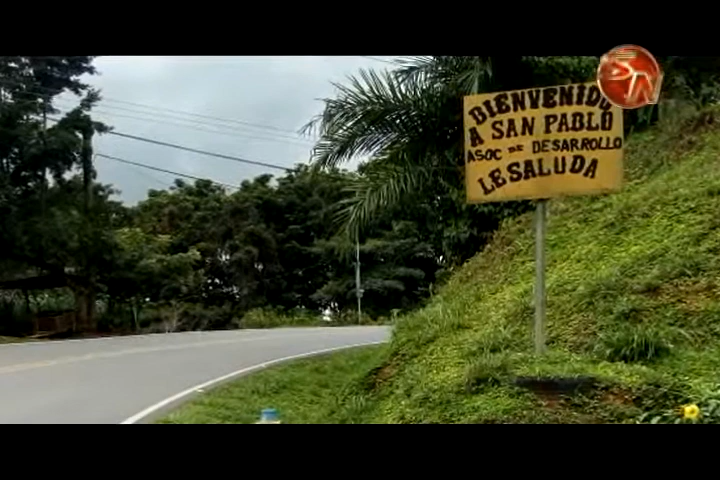 BIENVENIDO
A SAN PABLO
ASOC DE DESARROLLO
LE SALUDA